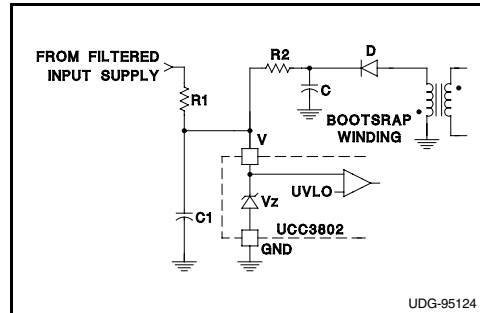 FROM FILTERED
INPUT SUPPLY
R2
D
R1
C
BOOTSRAP
WINDING
V
UVLO
C1
Vz
UCC3802
GND
UDG-95124